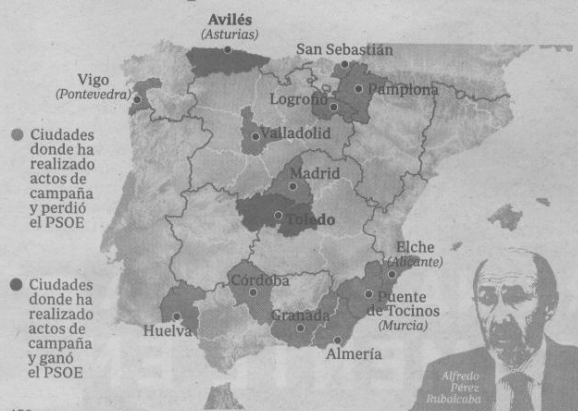 Avilés
(Asturias)
San Sebastián
Vigo
(Pontevedra)
Pamplona
Logroño
Valladolid
Ciudades
donde ha
realizado
actos de
campaña
y perdió
el PSOE
Madrid
Toledo
Elche
(Alicante)
Ciudades
donde ha
realizado
actos de
campaña
y ganó
el PSOE
Córdoba
Puente
de Tocinos
(Murcia)
Huelva
Granada
Almería
Alfredo
Pérez
Rubalcaba